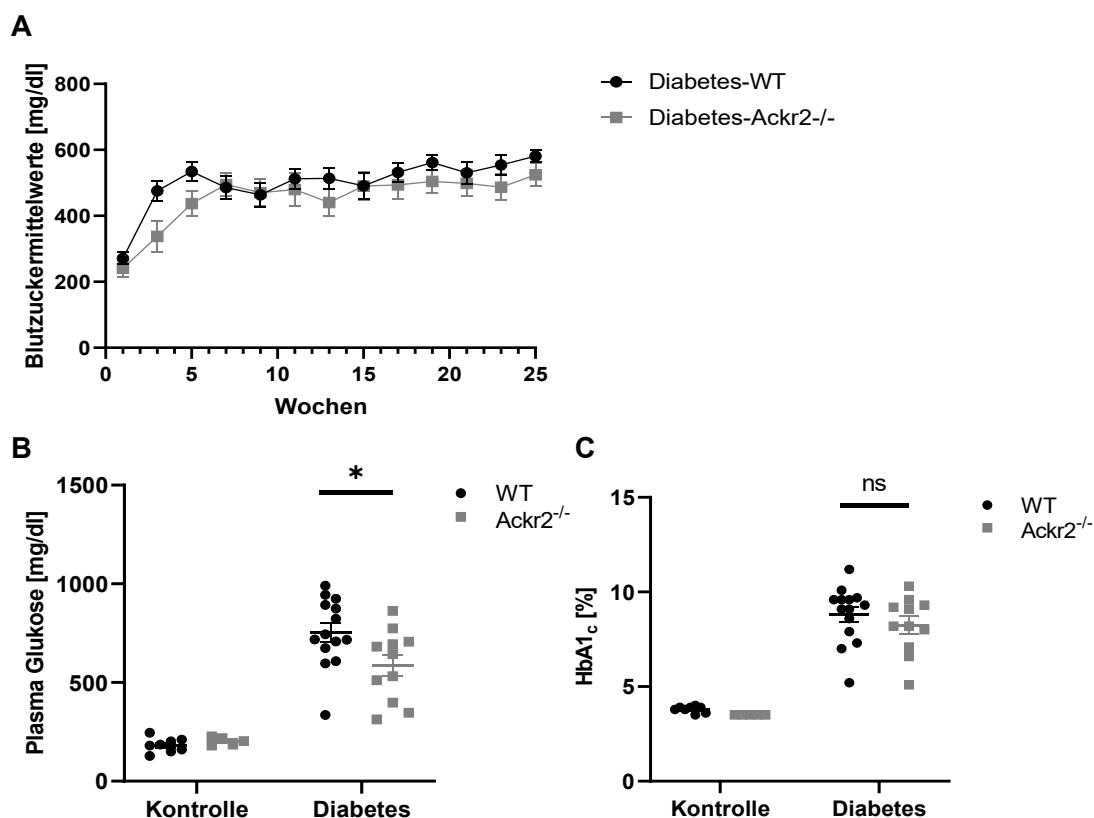 A
Blutzuckermittelwerte [mg/dl]
800
600
400
200
0
0 5 10 15 20 25
Wochen
Diabetes-WT
Diabetes-Ackr2-/-
B
Plasma Glukose [mg/dl]
1500
1000
500
0
*
WT
Ackr2-/-
Kontrolle Diabetes
C
HbA1c [%]
15
10
5
0
ns
WT
Ackr2-/-
Kontrolle Diabetes